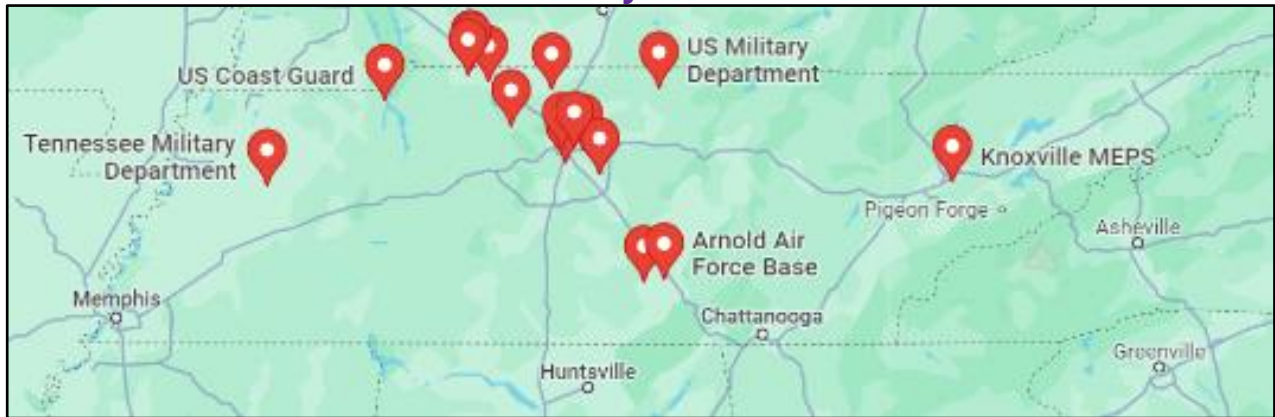 US Military
Department
US Coast Guard
Tennessee Military
Department
Knoxville MEPS
Pigeon Forge
Asheville
Arnold Air
Force Base
Memphis
Chattanooga
Greenville
Huntsville